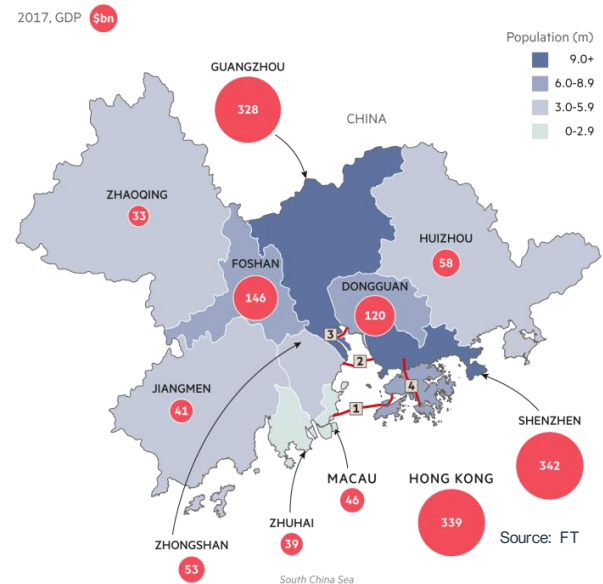 2017, GDP $bn
Population (m)
9.0+
6.0-8.9
3.0-5.9
0-2.9
GUANGZHOU
328
CHINA
ZHAOQING
33
HUIZHOU
58
FOSHAN
146
DONGGUAN
120
3
2
1
4
JIANGMEN
41
SHENZHEN
342
MACAU
46
HONG KONG
339
Source: FT
ZHUHAI
39
ZHONGSHAN
53
South China Sea